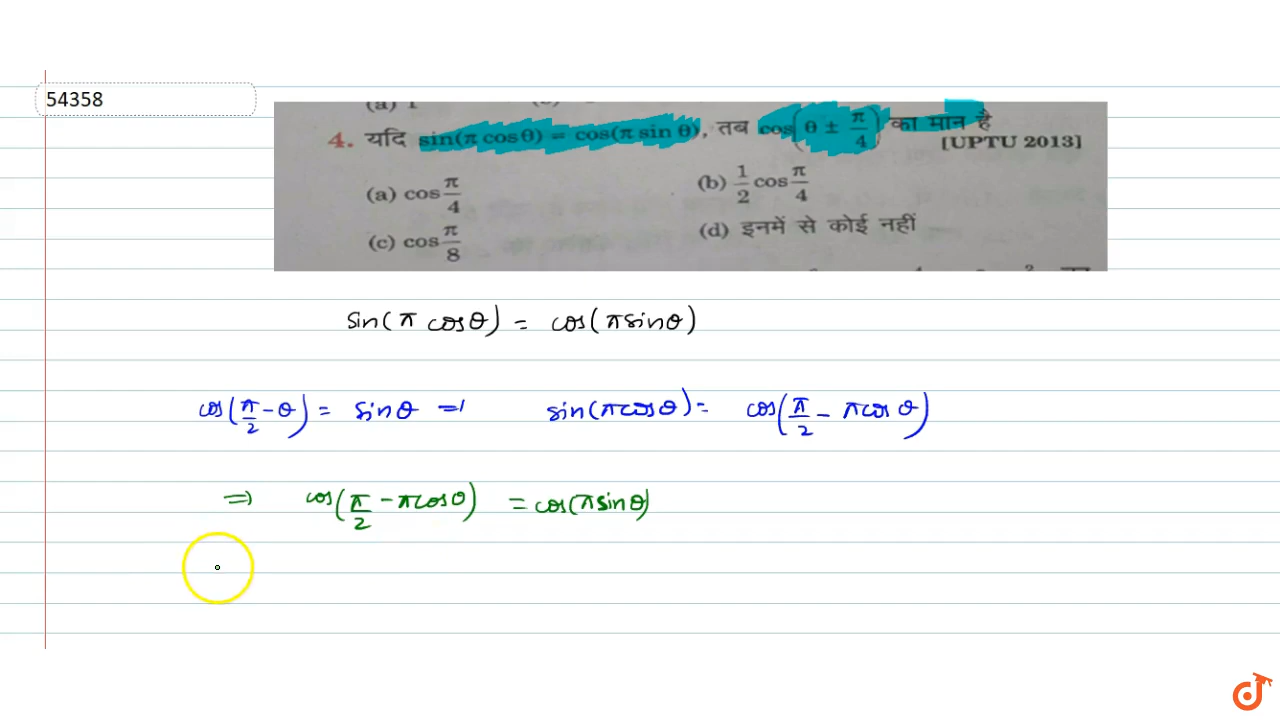 54358
4. यदि sin(π cos θ) = cos(π sin θ), तब cos(θ ± π/4) का मान है
[UPTU 2013]
(a) cos π/4 (b) 1/2 cos π/4
(c) cos π/8 (d) इनमें से कोई नहीं
sin(π cosθ) = cos(π sinθ)
cos(π/2 - θ) = sinθ ⇒ sin(π cosθ) = cos(π/2 - π cosθ)
⇒ cos(π/2 - π cosθ) = cos(π sinθ)